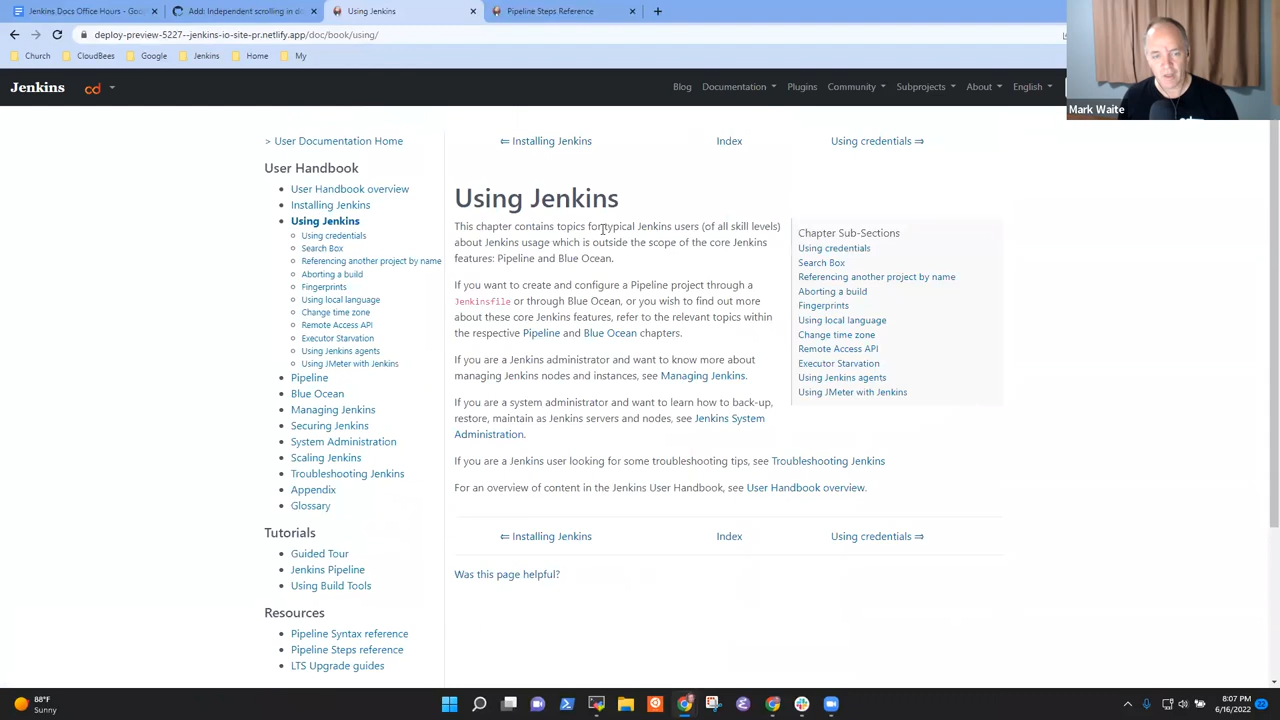 Jenkins Docs Office Hours - G
Add: Independent scrolling in d
Using Jenkins
Pipeline Steps Reference
deploy-preview-5227--jenkins-io-site-pr.netlify.app/doc/book/using/
Church
CloudBees
Google
Jenkins
Home
My
Jenkins
cd
Blog
Documentation
Plugins
Community
Subprojects
About
English
Mark Waite
> User Documentation Home
User Handbook
User Handbook overview
Installing Jenkins
Using Jenkins
Using credentials
Search Box
Referencing another project by name
Aborting a build
Fingerprints
Using local language
Change time zone
Remote Access API
Executor Starvation
Using Jenkins agents
Using JMeter with Jenkins
Pipeline
Blue Ocean
Managing Jenkins
Securing Jenkins
System Administration
Scaling Jenkins
Troubleshooting Jenkins
Appendix
Glossary
Tutorials
Guided Tour
Jenkins Pipeline
Using Build Tools
Resources
Pipeline Syntax reference
Pipeline Steps reference
LTS Upgrade guides
⇐ Installing Jenkins
Index
Using credentials ⇒
Using Jenkins
This chapter contains topics for typical Jenkins users (of all skill levels)
about Jenkins usage which is outside the scope of the core Jenkins
features: Pipeline and Blue Ocean.
If you want to create and configure a Pipeline project through a
Jenkinsfile or through Blue Ocean, or you wish to find out more
about these core Jenkins features, refer to the relevant topics within
the respective Pipeline and Blue Ocean chapters.
If you are a Jenkins administrator and want to know more about
managing Jenkins nodes and instances, see Managing Jenkins.
If you are a system administrator and want to learn how to back-up,
restore, maintain as Jenkins servers and nodes, see Jenkins System
Administration.
If you are a Jenkins user looking for some troubleshooting tips, see Troubleshooting Jenkins
For an overview of content in the Jenkins User Handbook, see User Handbook overview.
Chapter Sub-Sections
Using credentials
Search Box
Referencing another project by name
Aborting a build
Fingerprints
Using local language
Change time zone
Remote Access API
Executor Starvation
Using Jenkins agents
Using JMeter with Jenkins
⇐ Installing Jenkins
Index
Using credentials ⇒
Was this page helpful?
88°F
Sunny
8:07 PM
6/16/2022